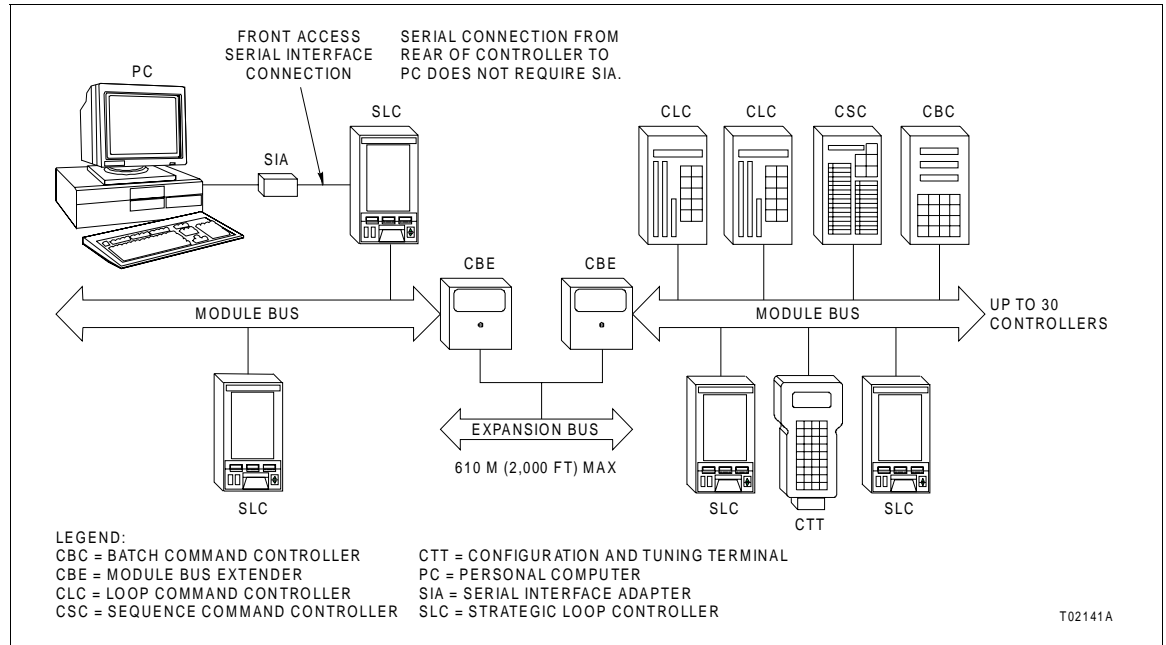 FRONT ACCESS
SERIAL INTERFACE
CONNECTION
SERIAL CONNECTION FROM
REAR OF CONTROLLER TO
PC DOES NOT REQUIRE SIA.
PC
SIA
SLC
CLC
CLC
CSC
CBC
CBE
CBE
MODULE BUS
MODULE BUS
UP TO 30
CONTROLLERS
EXPANSION BUS
610 M (2,000 FT) MAX
SLC
SLC
CTT
SLC
LEGEND:
CBC = BATCH COMMAND CONTROLLER
CBE = MODULE BUS EXTENDER
CLC = LOOP COMMAND CONTROLLER
CSC = SEQUENCE COMMAND CONTROLLER
CTT = CONFIGURATION AND TUNING TERMINAL
PC = PERSONAL COMPUTER
SIA = SERIAL INTERFACE ADAPTER
SLC = STRATEGIC LOOP CONTROLLER
T02141A